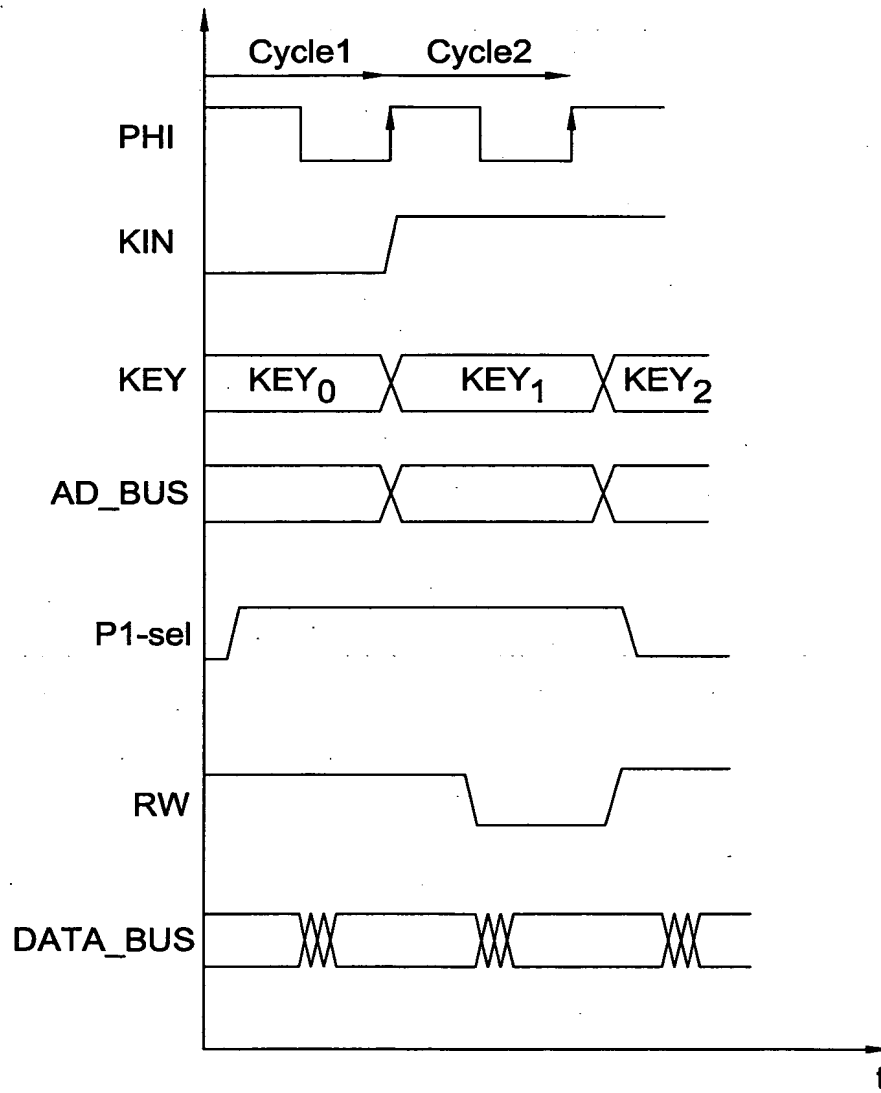 Cycle1 Cycle2
PHI
KIN
KEY KEY0 KEY1 KEY2
AD_BUS
P1-sel
RW
DATA_BUS
t